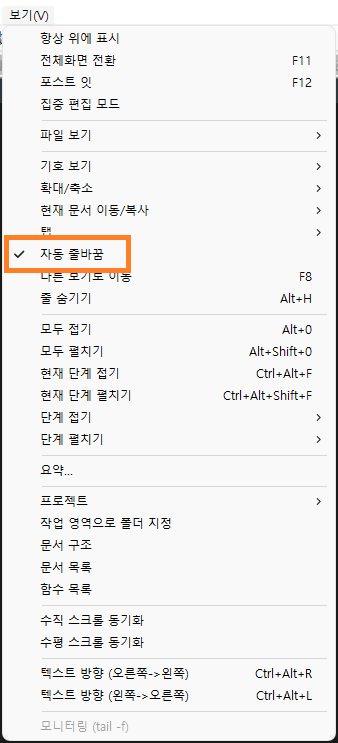 보기(V)
항상 위에 표시
전체화면 전환 F11
포스트 잇 F12
집중 편집 모드
파일 보기
기호 보기
확대/축소
현재 문서 이동/복사
탭
자동 줄바꿈
다른 보기로 이동 F8
줄 숨기기 Alt+H
모두 접기 Alt+0
모두 펼치기 Alt+Shift+0
현재 단계 접기 Ctrl+Alt+F
현재 단계 펼치기 Ctrl+Alt+Shift+F
단계 접기
단계 펼치기
요약...
프로젝트
작업 영역으로 폴더 지정
문서 구조
문서 목록
함수 목록
수직 스크롤 동기화
수평 스크롤 동기화
텍스트 방향 (오른쪽->왼쪽) Ctrl+Alt+R
텍스트 방향 (왼쪽->오른쪽) Ctrl+Alt+L
모니터링 (tail -f)